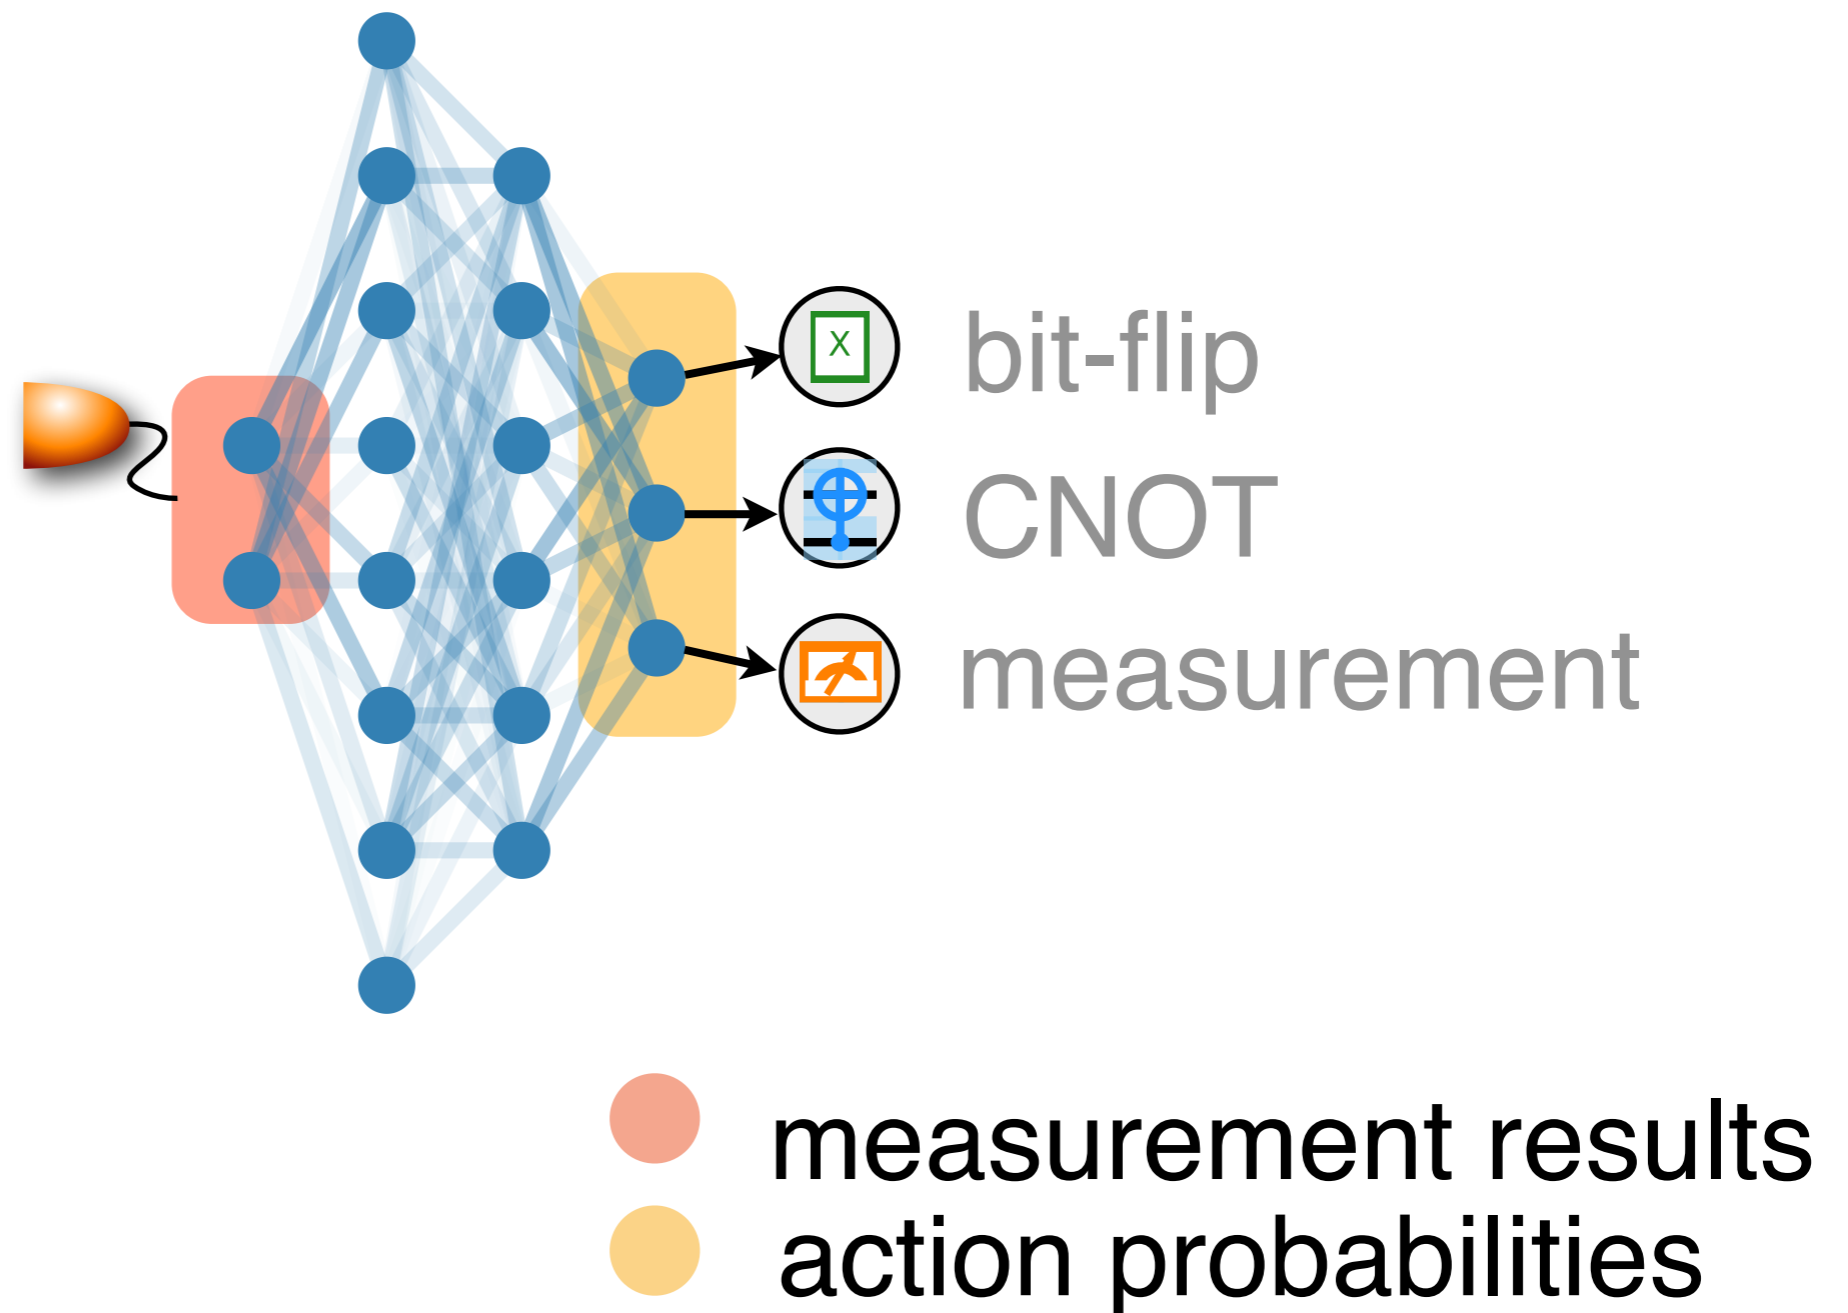 X
bit-flip
CNOT
measurement
measurement results
action probabilities